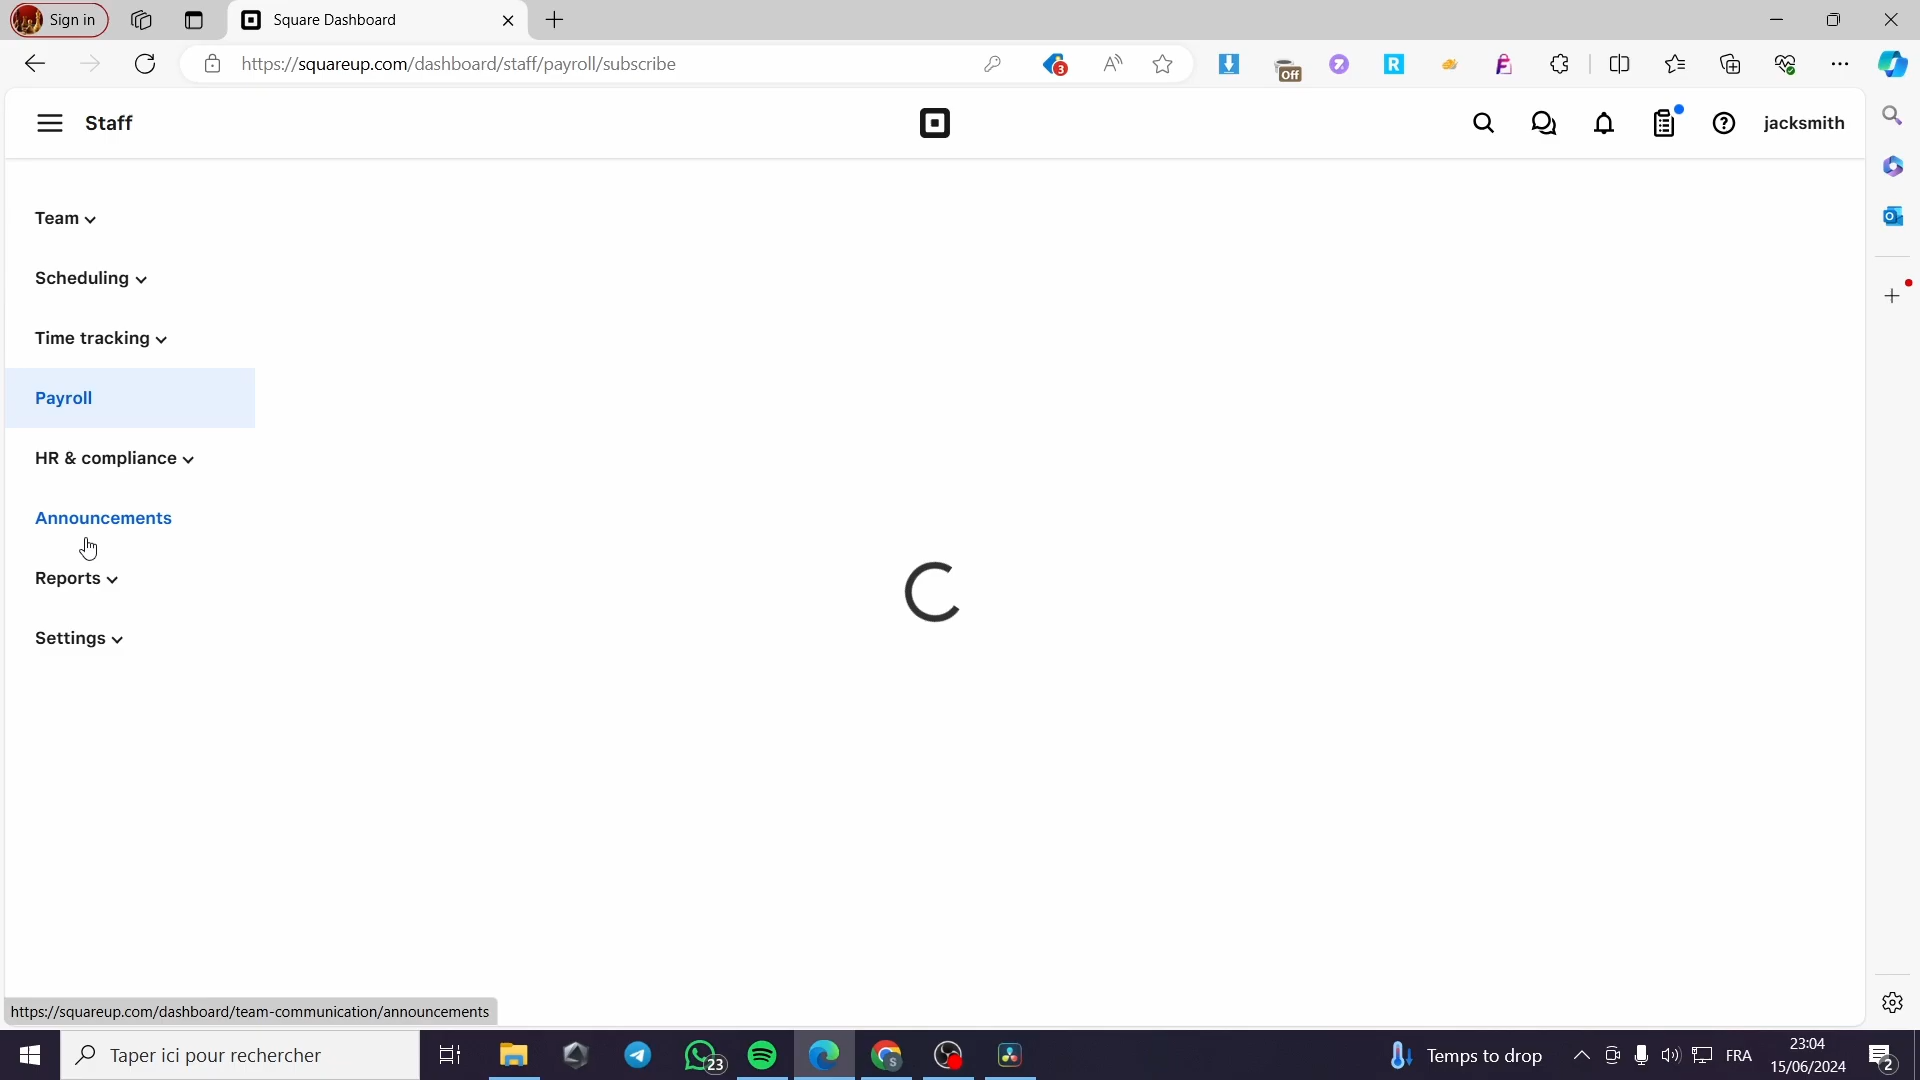 Sign in
Square Dashboard
https://squareup.com/dashboard/staff/payroll/subscribe
3
Off
R
Staff
jacksmith
Team
Scheduling
Time tracking
Payroll
HR & compliance
Announcements
Reports
Settings
https://squareup.com/dashboard/team-communication/announcements
Taper ici pour rechercher
23
S
Temps to drop
FRA
23:04
15/06/2024
2